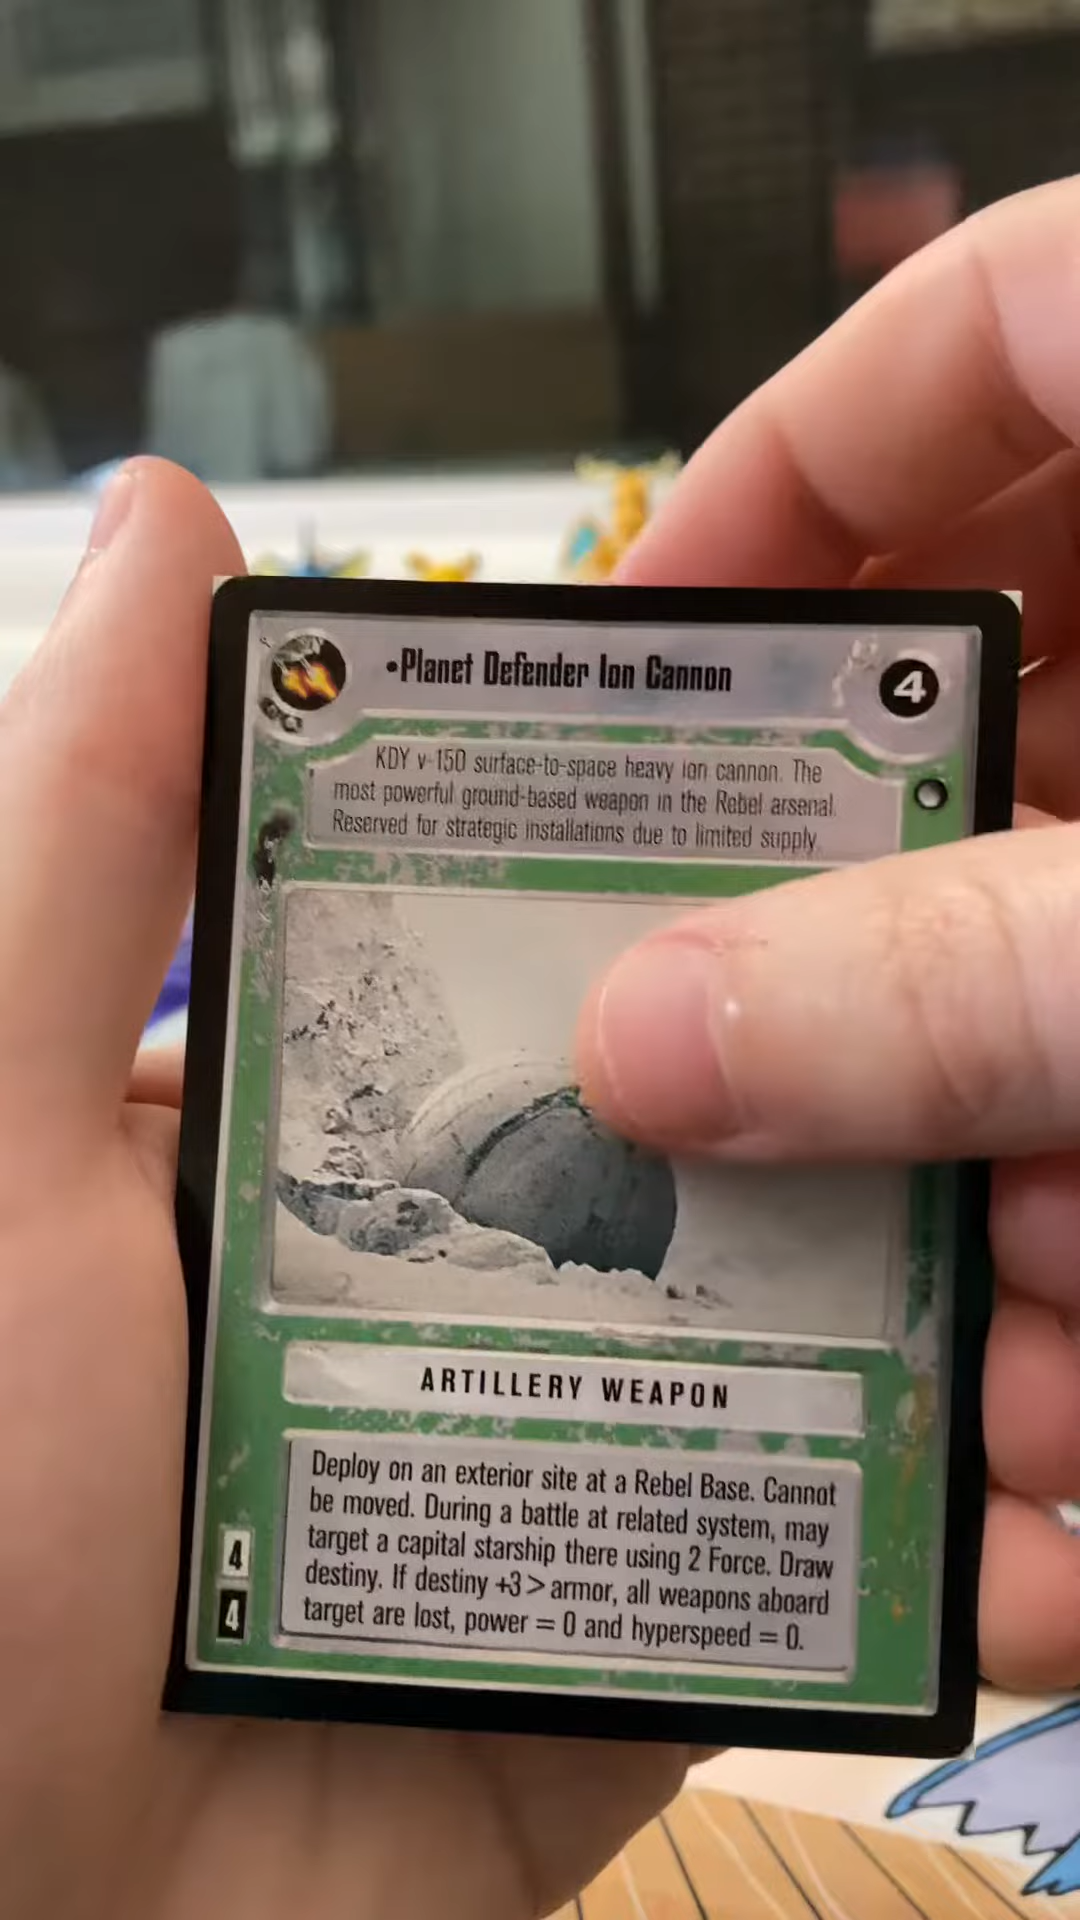 •Planet Defender Ion Cannon
4
KDY v-150 surface-to-space heavy ion cannon. The
most powerful ground-based weapon in the Rebel arsenal.
Reserved for strategic installations due to limited supply.
ARTILLERY WEAPON
Deploy on an exterior site at a Rebel Base. Cannot
be moved. During a battle at related system, may
target a capital starship there using 2 Force. Draw
destiny. If destiny +3 > armor, all weapons aboard
target are lost, power = 0 and hyperspeed = 0.
4
4